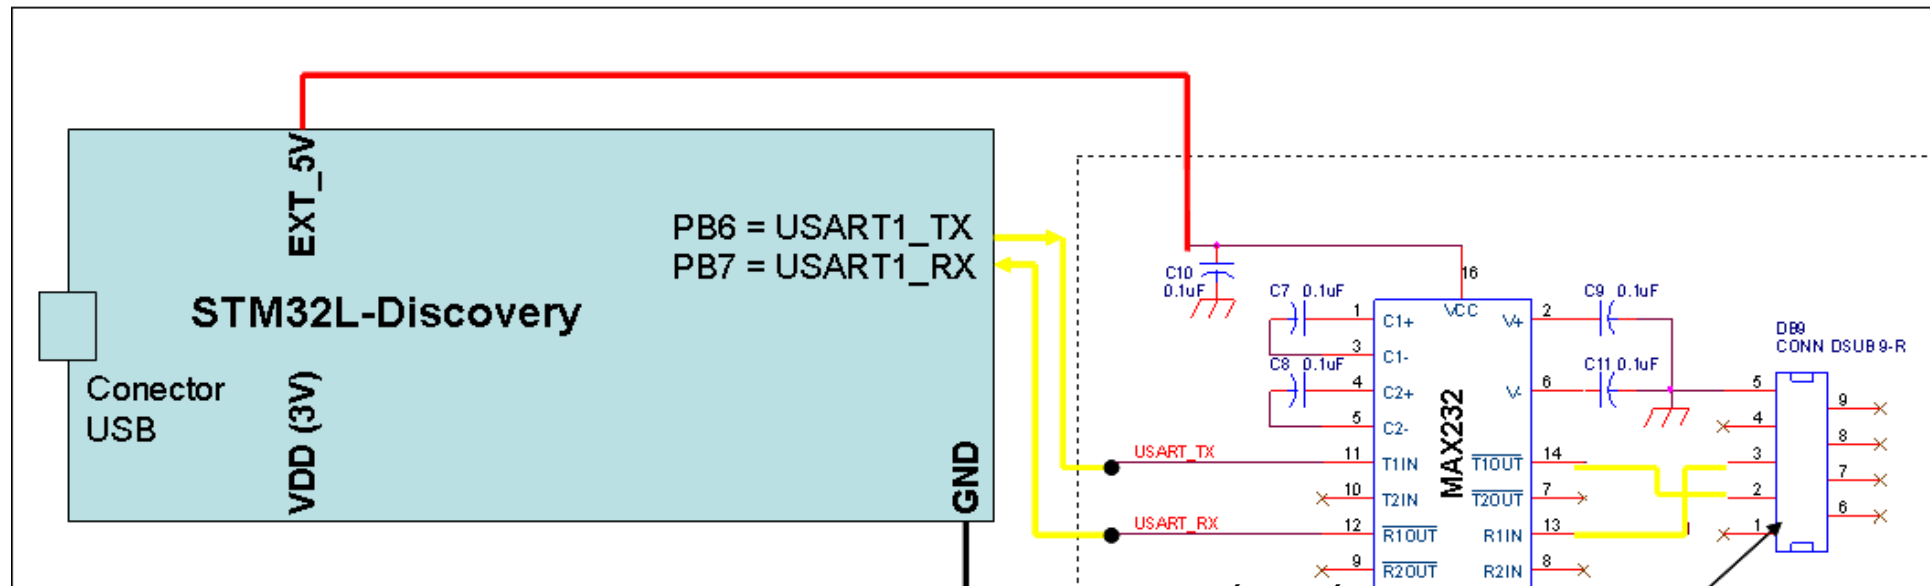 EXT_5V
PB6 = USART1_TX
PB7 = USART1_RX
STM32L-Discovery
Conector
USB
VDD (3V)
GND
C10
0.1uF
16
C7 0.1uF
C9 0.1uF
1
C1+
VCC
V+
2
3
C1-
C8 0.1uF
C11 0.1uF
4
C2+
V-
6
5
C2-
MAX232
USART_TX
11
T1IN
T1OUT
14
10
T2IN
T2OUT
7
USART_RX
12
R1OUT
R1IN
13
9
R2OUT
R2IN
8
DB9
CONN DSUB 9-R
5
9
4
8
3
7
2
6
1